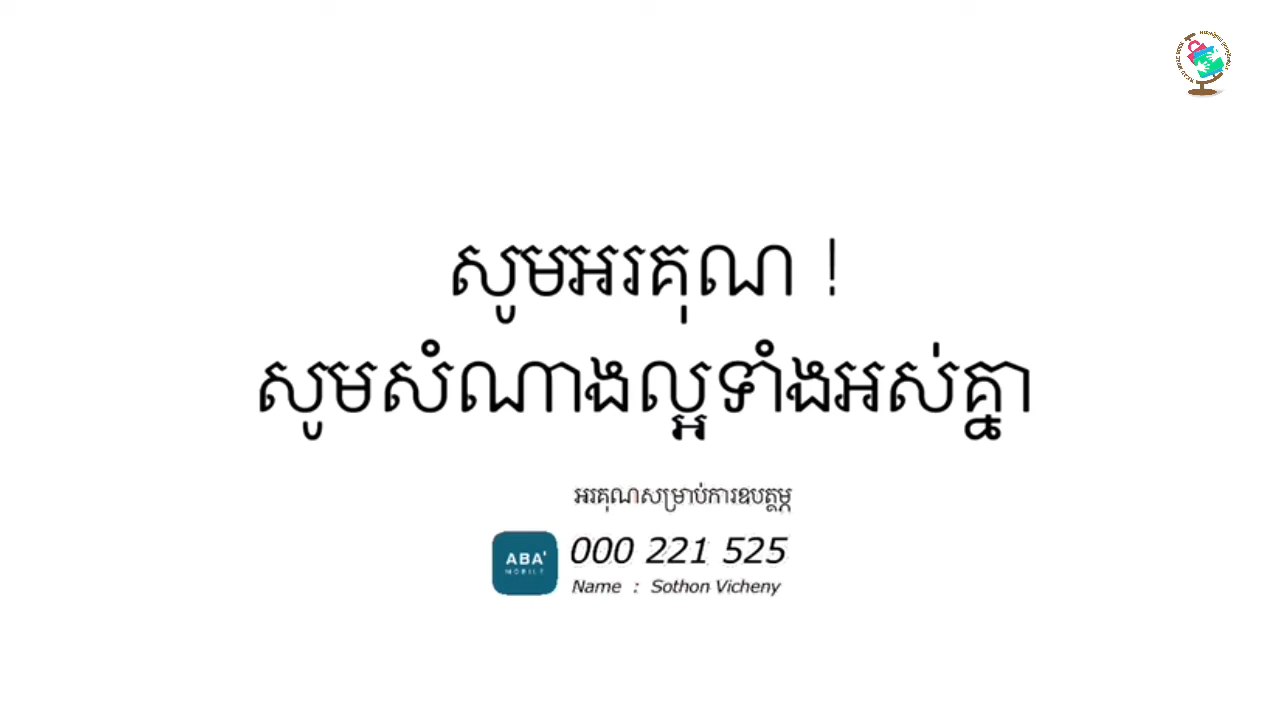 សូមអរគុណ !
សូមសំណាងល្អទាំងអស់គ្នា
អរគុណសម្រាប់ការឧបត្ថម្ភ
ABA'
MOBILE
000 221 525
Name : Sothon Vicheny